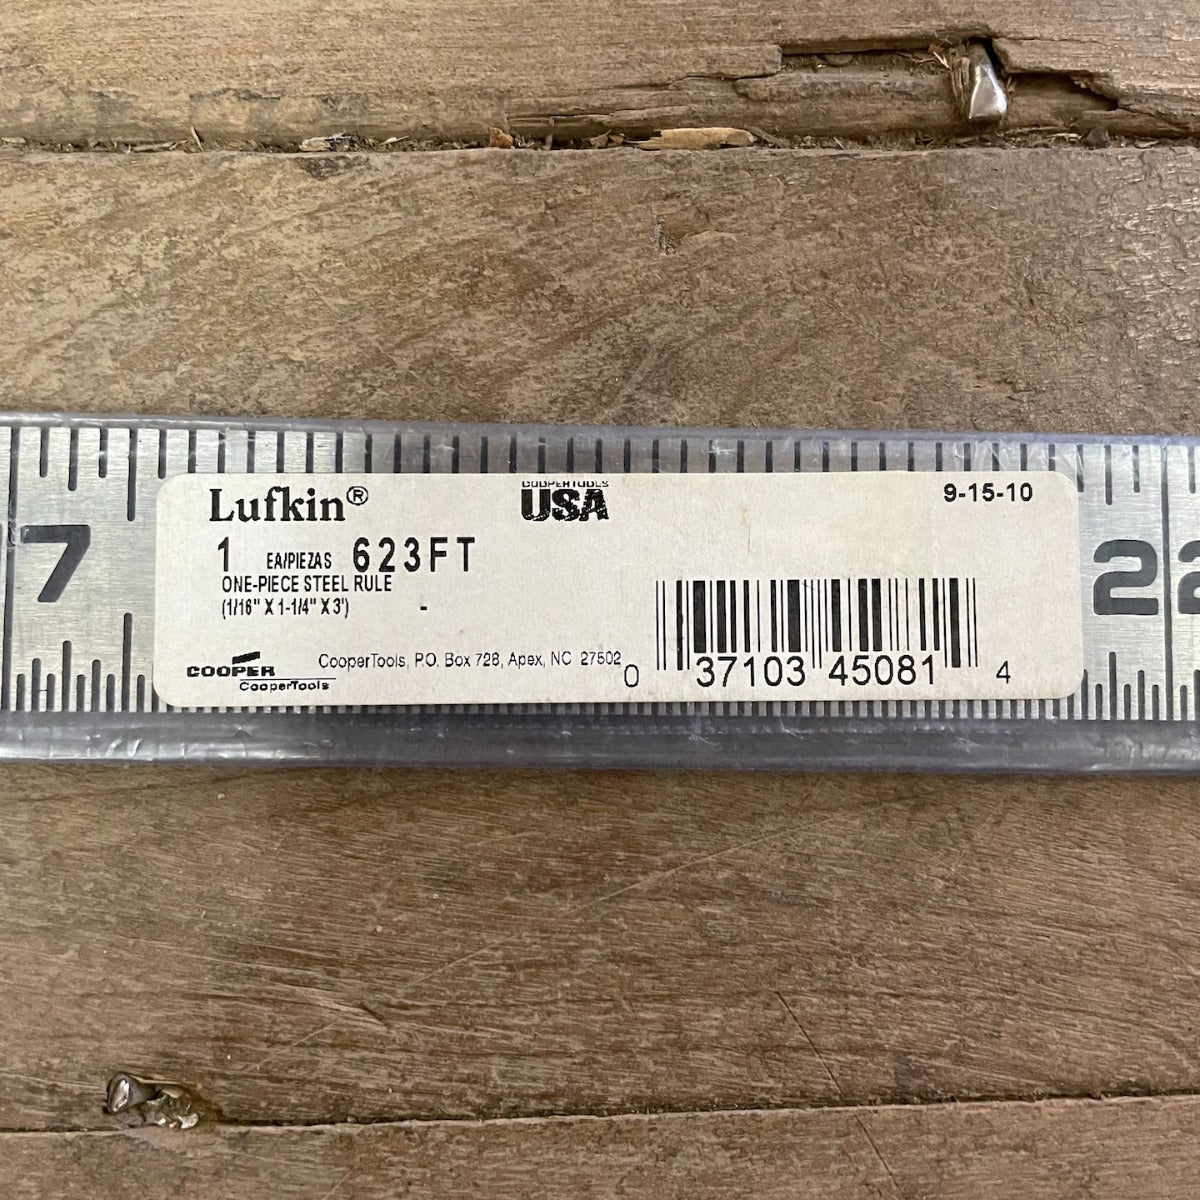 Lufkin®
COOPERTOOLS
USA
9-15-10
1 EA/PIEZAS 623FT
ONE-PIECE STEEL RULE
(1/16" X 1-1/4" X 3') -
COOPER
CooperTools
CooperTools, P.O. Box 728, Apex, NC 27502
0 37103 45081 4
7
22